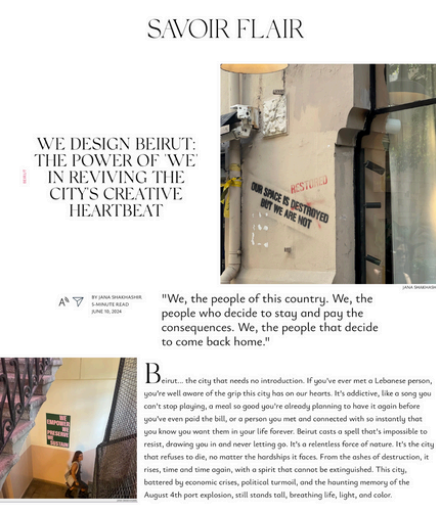 SAVOIR FLAIR
WE DESIGN BEIRUT:
THE POWER OF 'WE'
IN REVIVING THE
CITY'S CREATIVE
HEARTBEAT
BEIRUT
RESTORED
OUR SPACE IS DESTROYED
BUT WE ARE NOT
JANA SHAKHASHIR
BY JANA SHAKHASHIR
5-MINUTE READ
JUNE 10, 2024
"We, the people of this country. We, the
people who decide to stay and pay the
consequences. We, the people that decide
to come back home."
WE
EMPOWER
WE
PRESERVE
WE
Beirut... the city that needs no introduction. If you've ever met a Lebanese person,
you're well aware of the grip this city has on our hearts. It's addictive, like a song you
can't stop playing, a meal so good you're already planning to have it again before
you've even paid the bill, or a person you met and connected with so instantly that
you know you want them in your life forever. Beirut casts a spell that's impossible to
resist, drawing you in and never letting go. It's a relentless force of nature. It's the city
that refuses to die, no matter the hardships it faces. From the ashes of destruction, it
rises, time and time again, with a spirit that cannot be extinguished. This city,
battered by economic crises, political turmoil, and the haunting memory of the
August 4th port explosion, still stands tall, breathing life, light, and color.